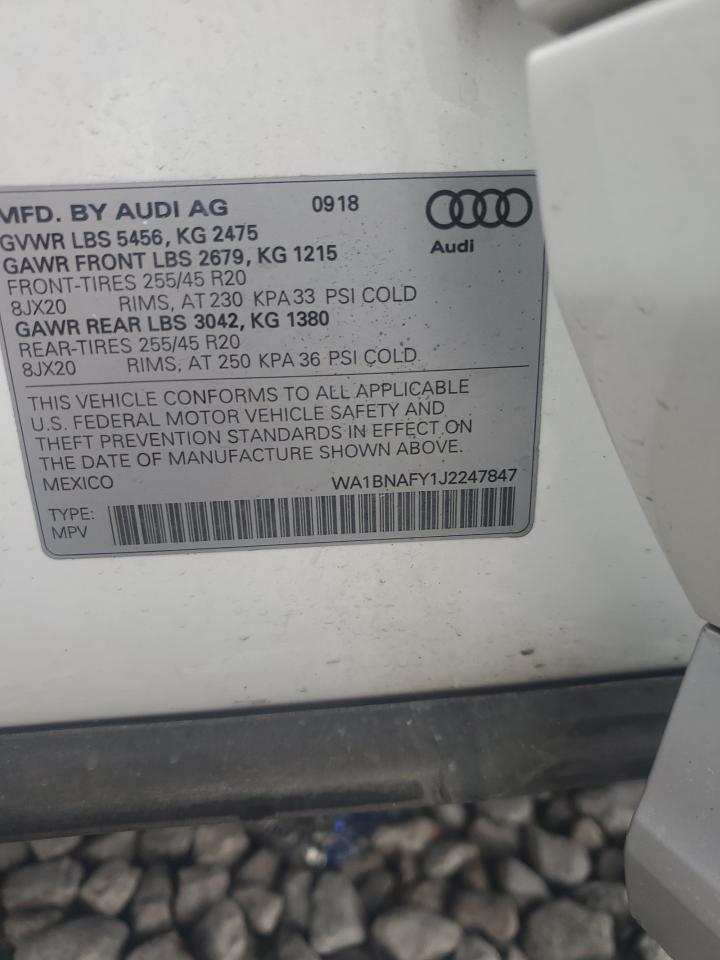 MFD. BY AUDI AG 0918
Audi
GVWR LBS 5456, KG 2475
GAWR FRONT LBS 2679, KG 1215
FRONT-TIRES 255/45 R20
8JX20 RIMS, AT 230 KPA 33 PSI COLD
GAWR REAR LBS 3042, KG 1380
REAR-TIRES 255/45 R20
8JX20 RIMS, AT 250 KPA 36 PSI COLD
THIS VEHICLE CONFORMS TO ALL APPLICABLE
U.S. FEDERAL MOTOR VEHICLE SAFETY AND
THEFT PREVENTION STANDARDS IN EFFECT ON
THE DATE OF MANUFACTURE SHOWN ABOVE.
MEXICO WA1BNAFY1J2247847
TYPE:
MPV